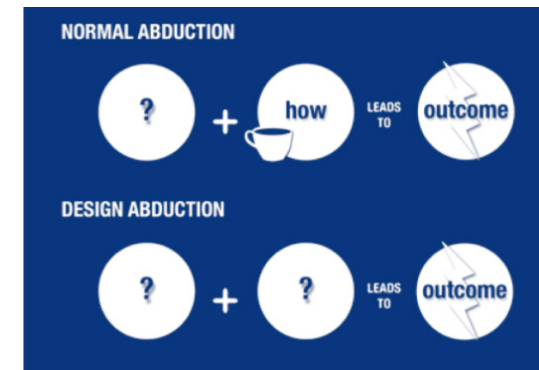 NORMAL ABDUCTION
? + how LEADS TO outcome
DESIGN ABDUCTION
? + ? LEADS TO outcome